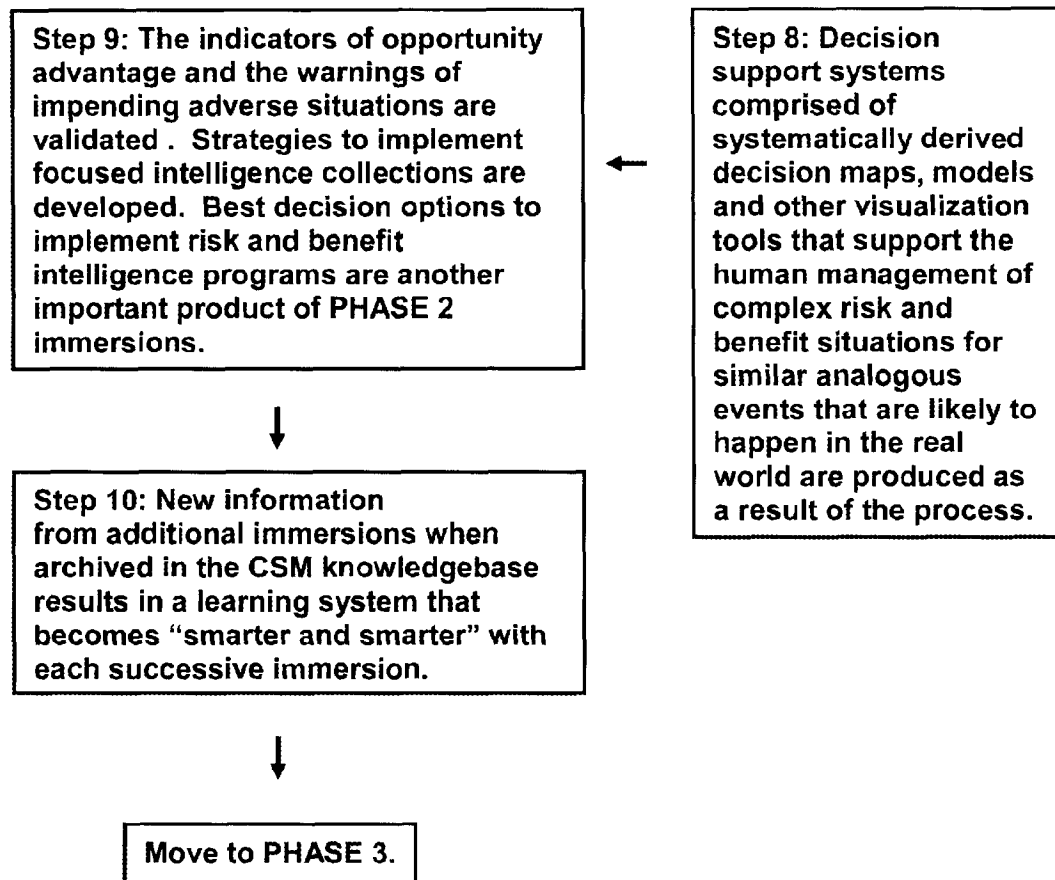 Step 9: The indicators of opportunity
advantage and the warnings of
impending adverse situations are
validated . Strategies to implement
focused intelligence collections are
developed. Best decision options to
implement risk and benefit
intelligence programs are another
important product of PHASE 2
immersions.
Step 8: Decision
support systems
comprised of
systematically derived
decision maps, models
and other visualization
tools that support the
human management of
complex risk and
benefit situations for
similar analogous
events that are likely to
happen in the real
world are produced as
a result of the process.
Step 10: New information
from additional immersions when
archived in the CSM knowledgebase
results in a learning system that
becomes “smarter and smarter” with
each successive immersion.
Move to PHASE 3.